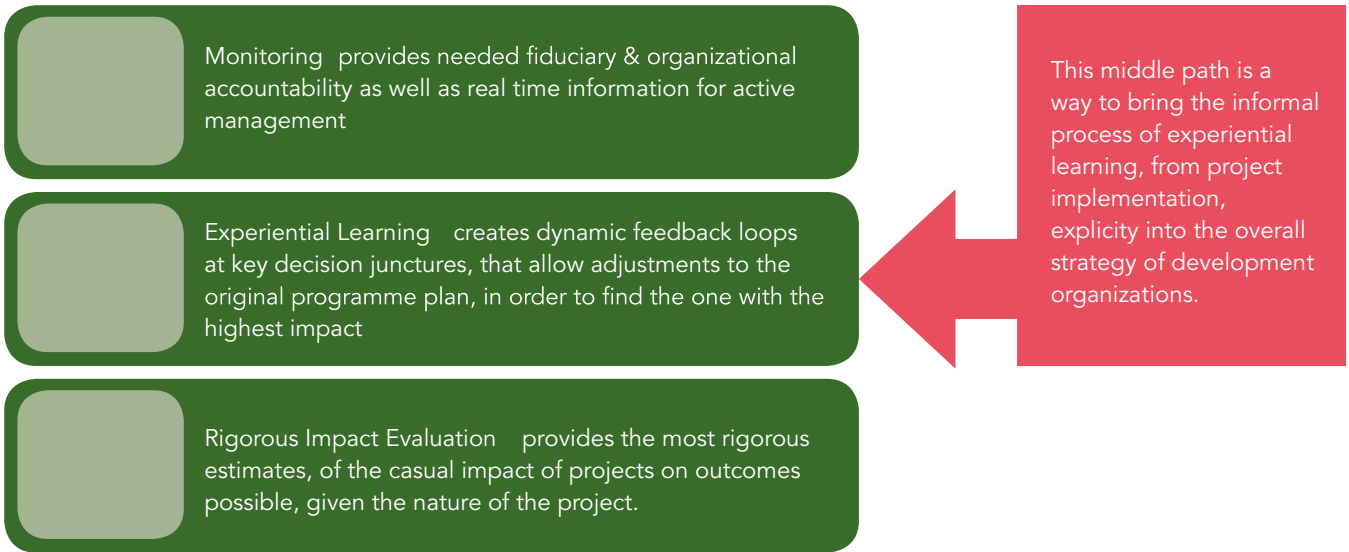 Monitoring provides needed fiduciary & organizational
accountability as well as real time information for active
management
Experiential Learning creates dynamic feedback loops
at key decision junctures, that allow adjustments to the
original programme plan, in order to find the one with the
highest impact
Rigorous Impact Evaluation provides the most rigorous
estimates, of the casual impact of projects on outcomes
possible, given the nature of the project.
This middle path is a
way to bring the informal
process of experiential
learning, from project
implementation,
explicity into the overall
strategy of development
organizations.